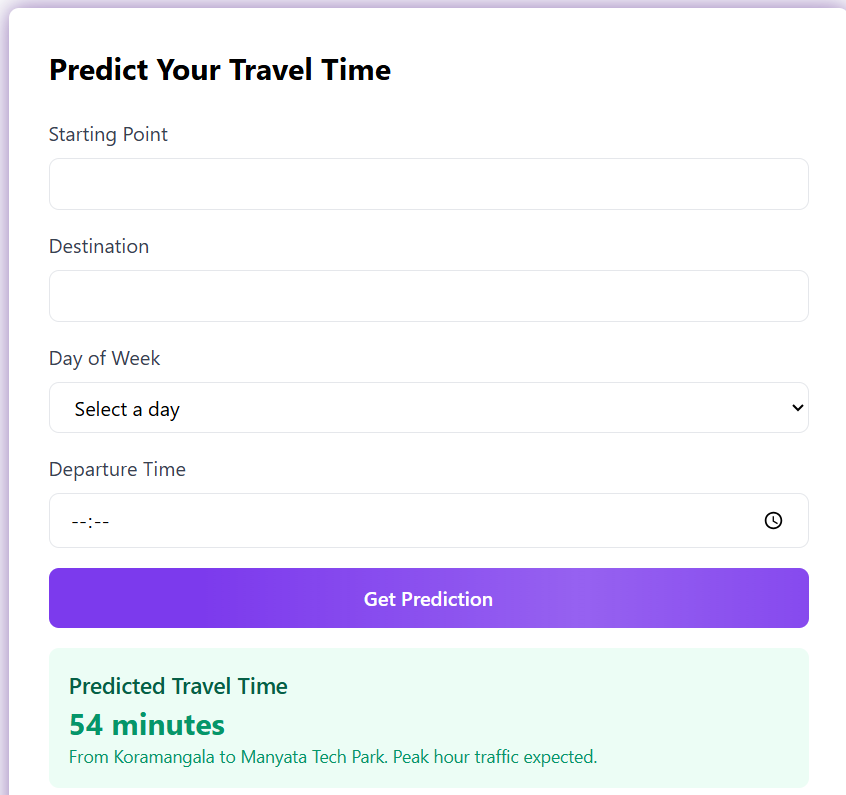 Predict Your Travel Time
Starting Point
Destination
Day of Week
Select a day
Departure Time
--:--
Get Prediction
Predicted Travel Time
54 minutes
From Koramangala to Manyata Tech Park. Peak hour traffic expected.